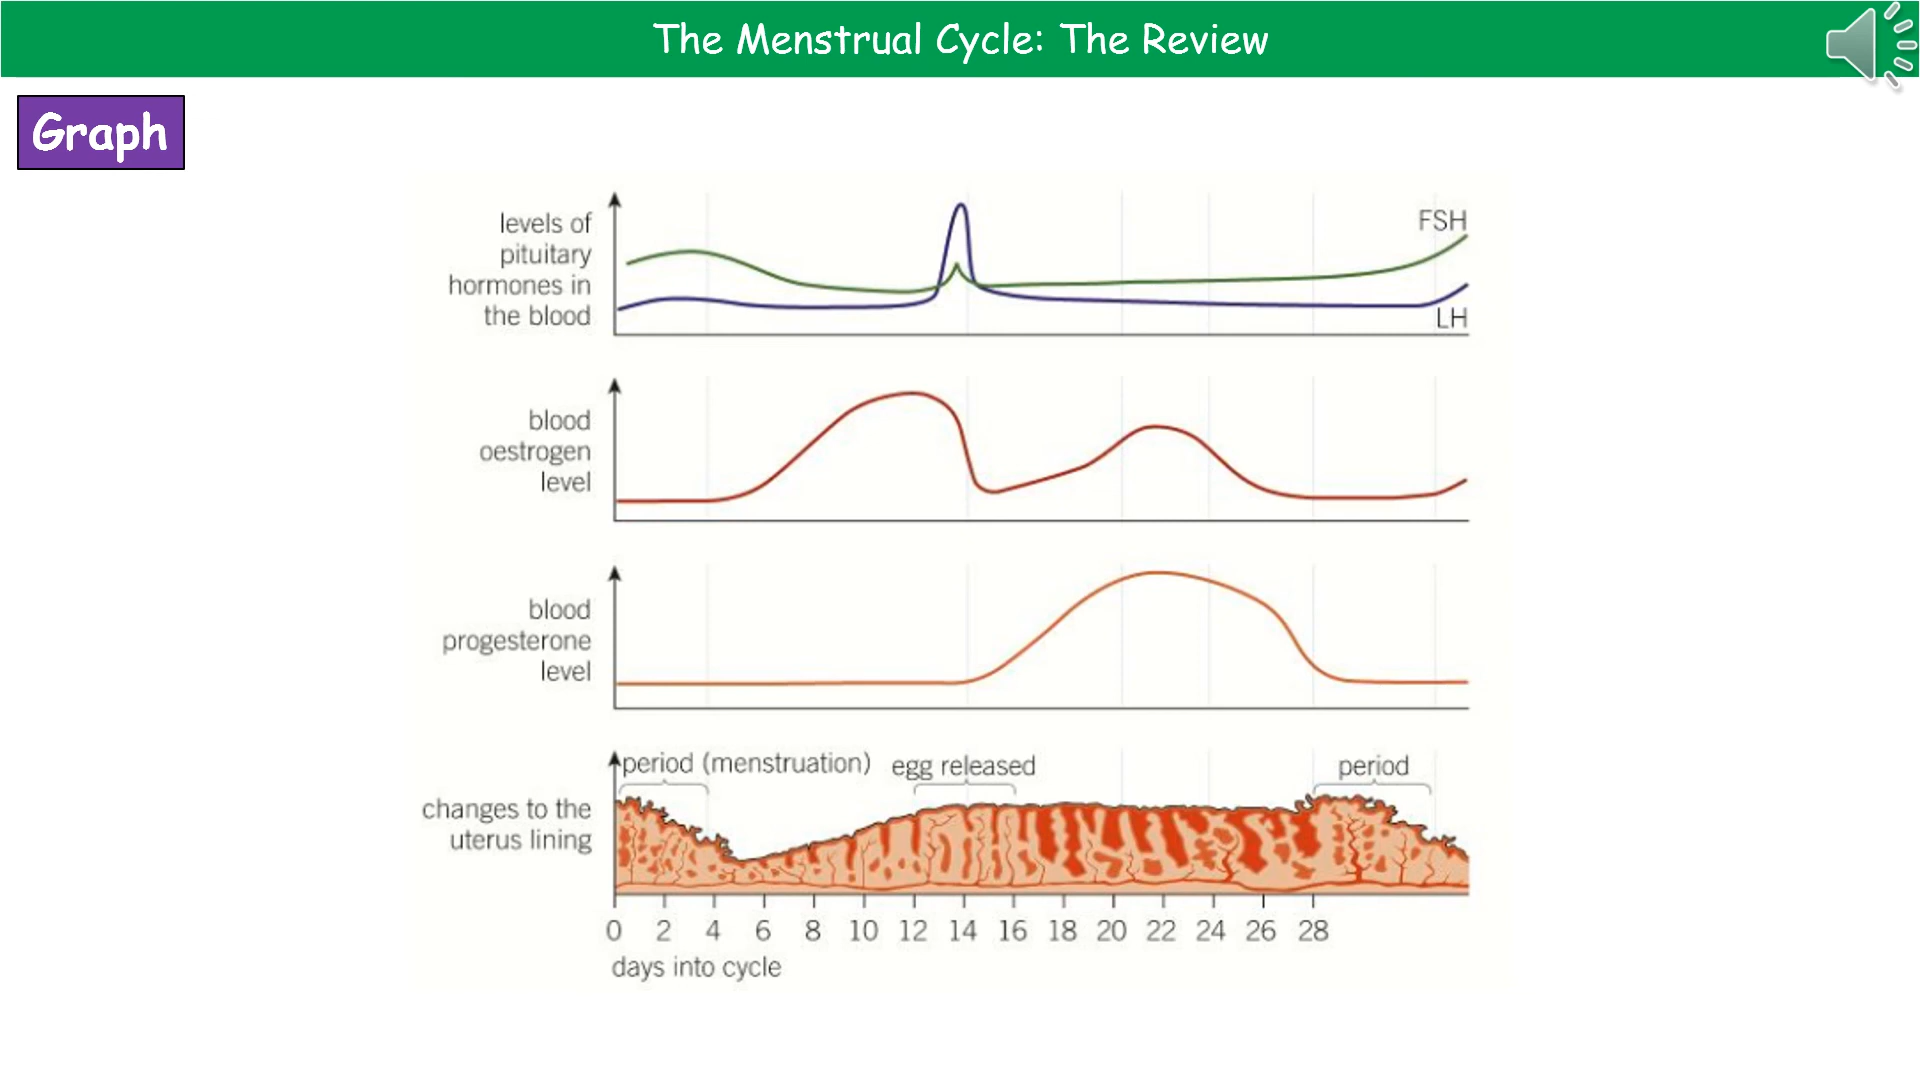 The Menstrual Cycle: The Review
Graph
levels of
pituitary
hormones in
the blood
FSH
LH
blood
oestrogen
level
blood
progesterone
level
period (menstruation)
egg released
period
changes to the
uterus lining
0 2 4 6 8 10 12 14 16 18 20 22 24 26 28
days into cycle